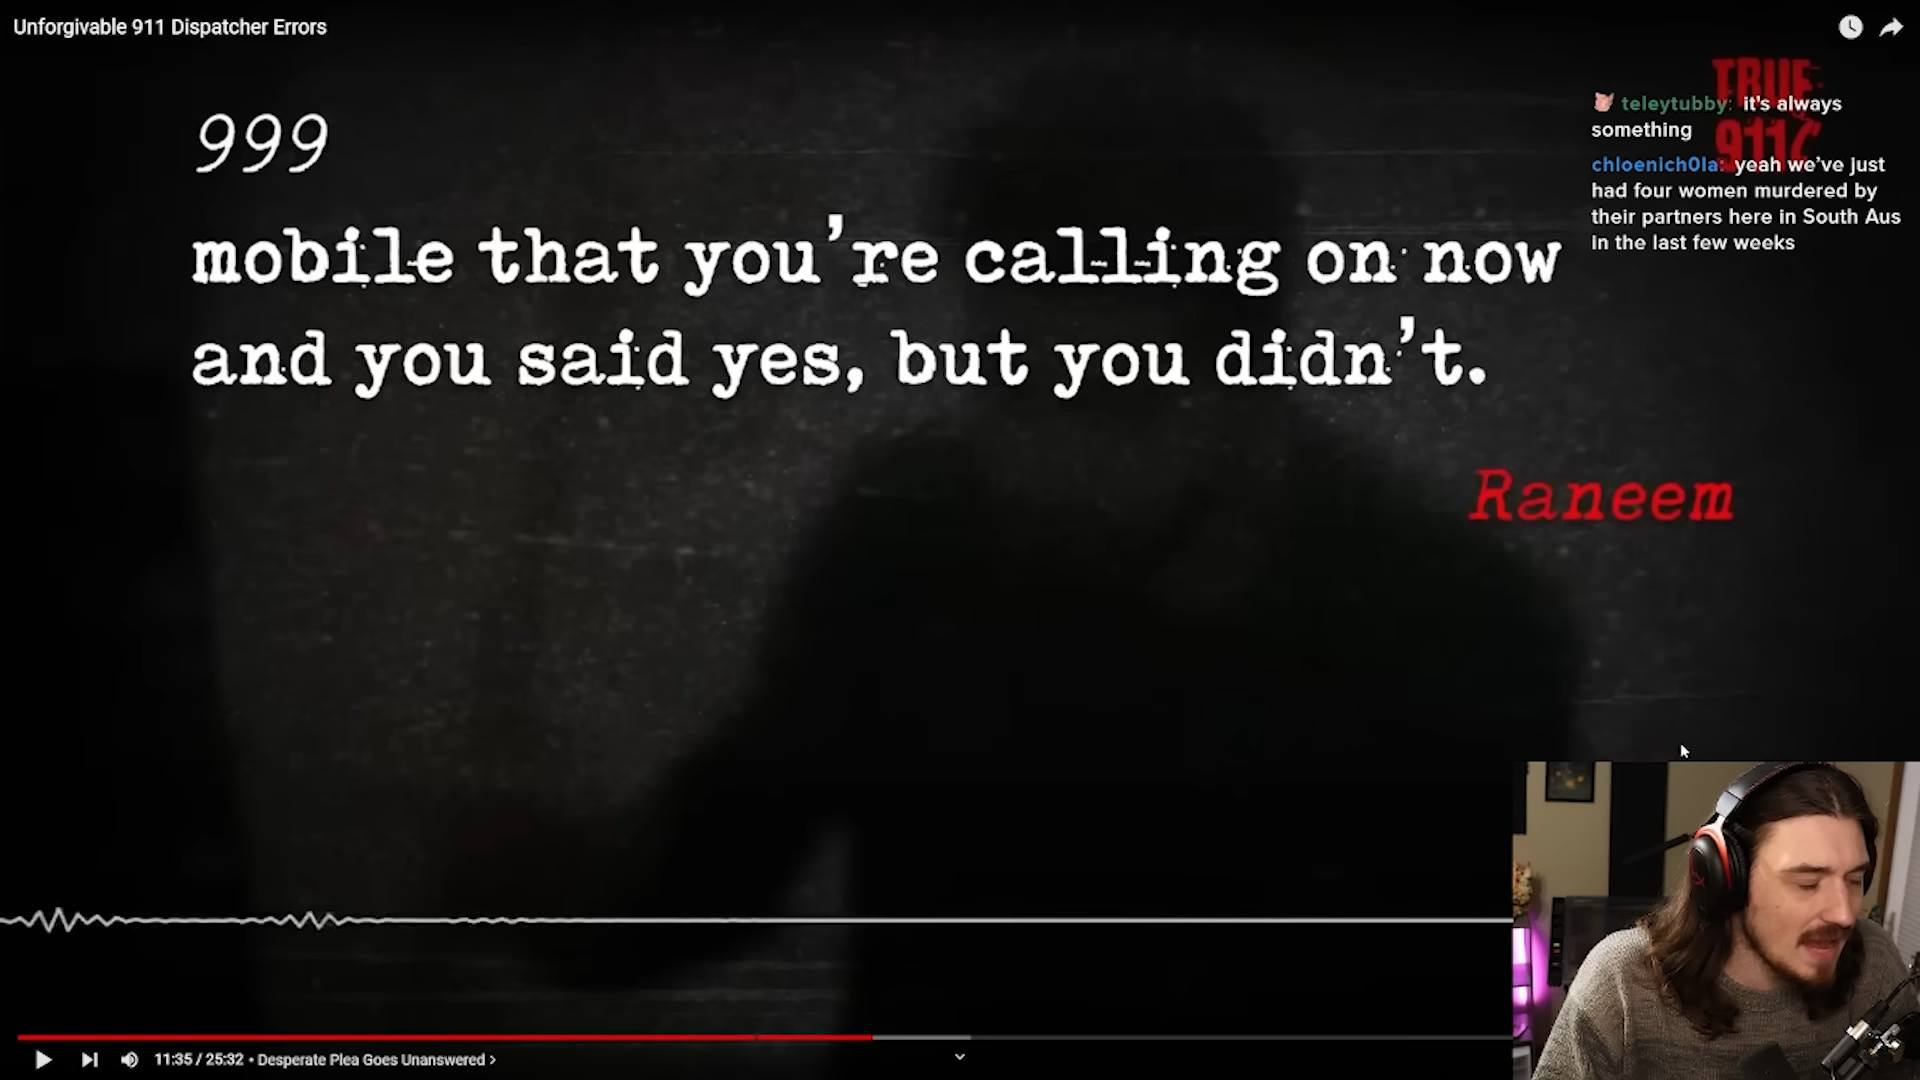 Unforgivable 911 Dispatcher Errors
TRUE
911
teleytubby: it's always
something
chloenich0la: yeah we've just
had four women murdered by
their partners here in South Aus
in the last few weeks
999
mobile that you're calling on now
and you said yes, but you didn't.
Raneem
11:35 / 25:32 • Desperate Plea Goes Unanswered >